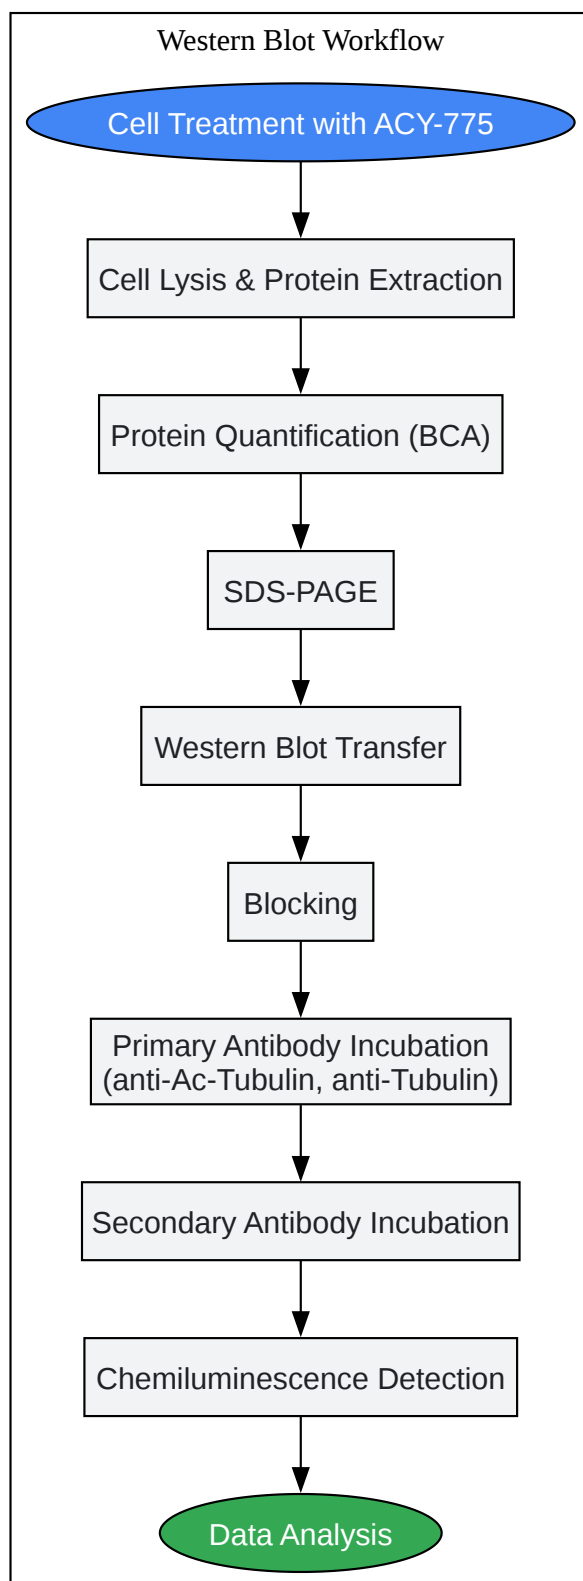 Western Blot Workflow
Cell Treatment with ACY-775
Cell Lysis & Protein Extraction
Protein Quantification (BCA)
SDS-PAGE
Western Blot Transfer
Blocking
Primary Antibody Incubation
(anti-Ac-Tubulin, anti-Tubulin)
Secondary Antibody Incubation
Chemiluminescence Detection
Data Analysis